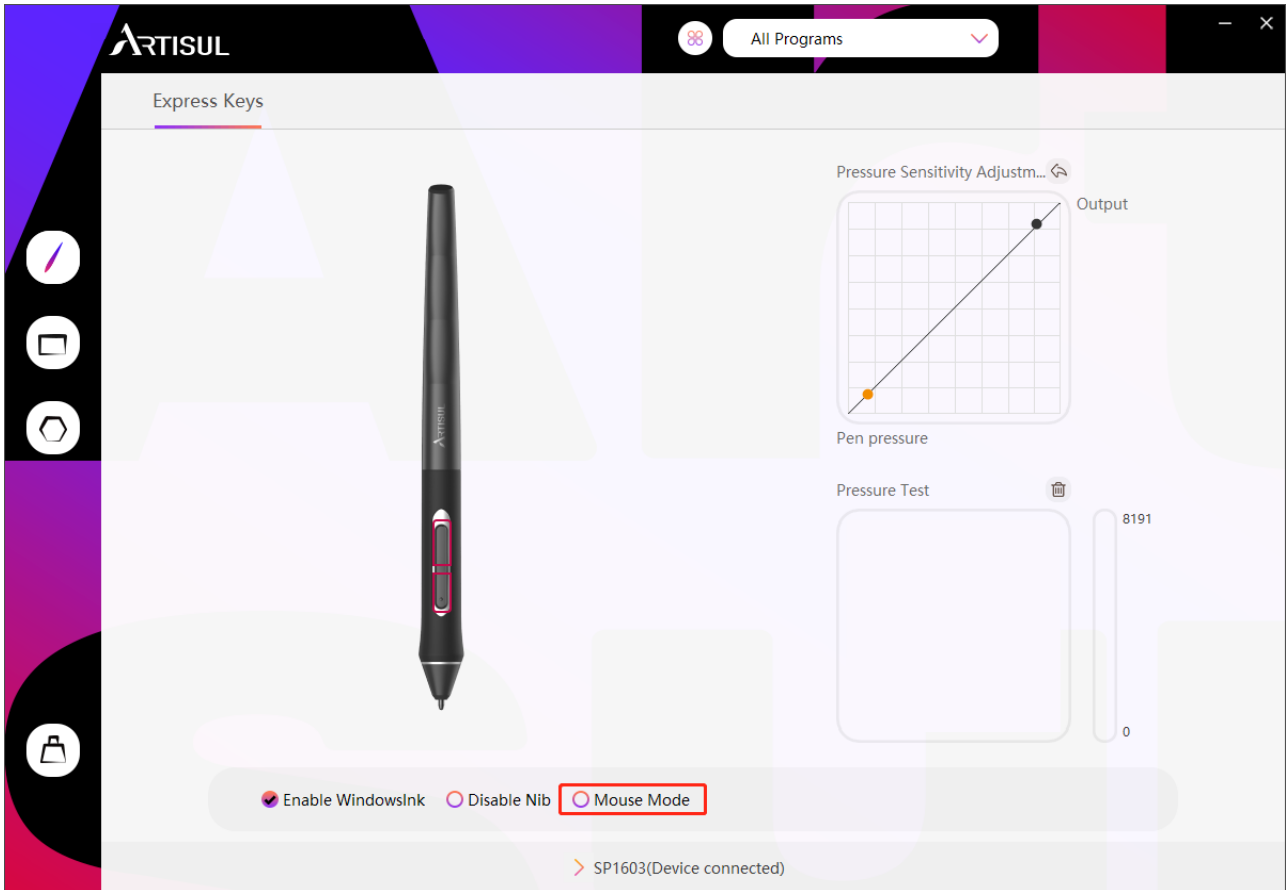 ARTISUL
All Programs
Express Keys
Pressure Sensitivity Adjustm...
Output
ARTISUL
Pen pressure
Pressure Test
8191
0
Enable WindowsInk Disable Nib Mouse Mode
SP1603(Device connected)